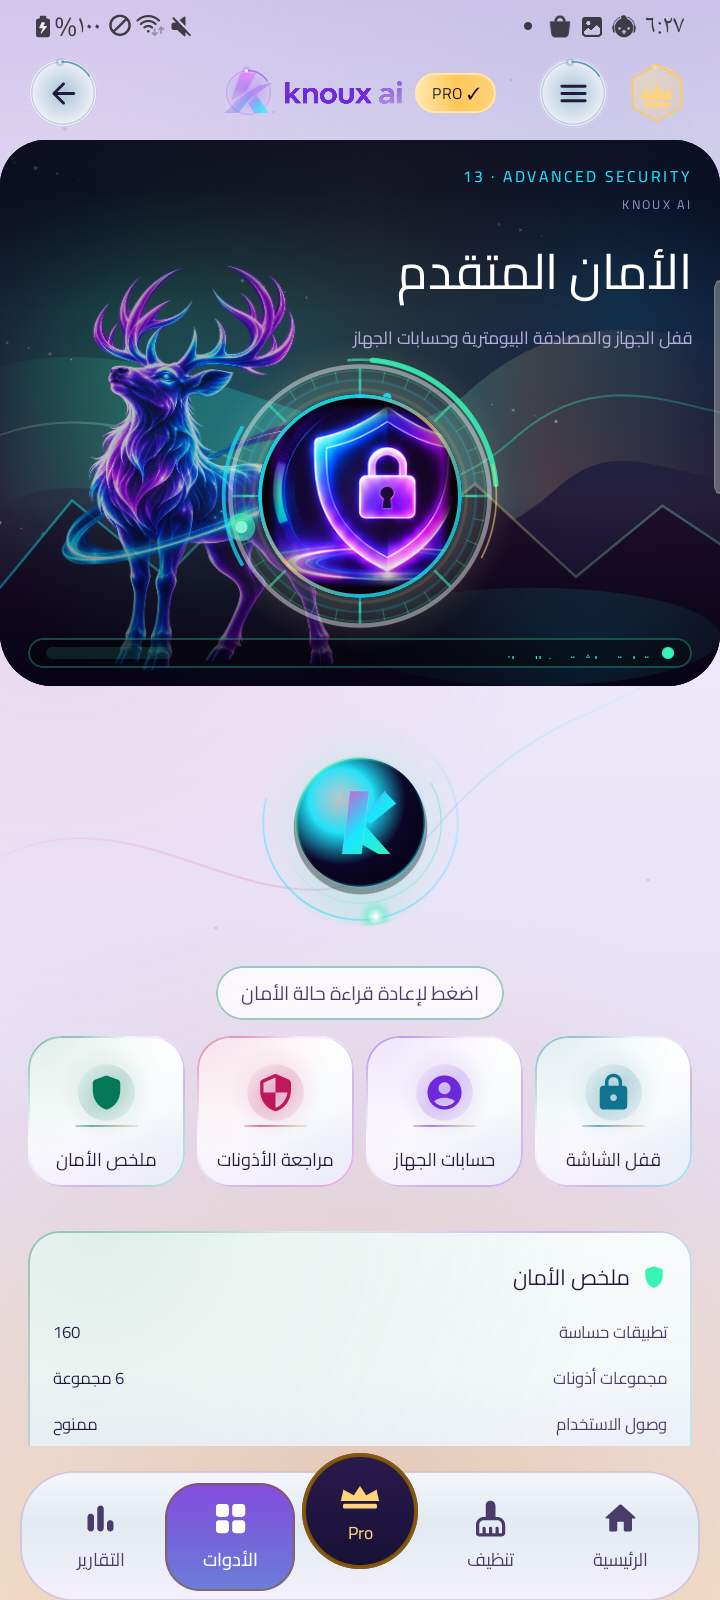 %١٠٠
٦:٢٧
knoux ai
PRO ✓
13 · ADVANCED SECURITY
KNOUX AI
الأمان المتقدم
قفل الجهاز والمصادقة البيومترية وحسابات الجهاز
اضغط لإعادة قراءة حالة الأمان
قفل الشاشة
حسابات الجهاز
مراجعة الأذونات
ملخص الأمان
ملخص الأمان
تطبيقات حساسة
160
مجموعات أذونات
6 مجموعة
وصول الاستخدام
ممنوح
الرئيسية
تنظيف
Pro
الأدوات
التقارير